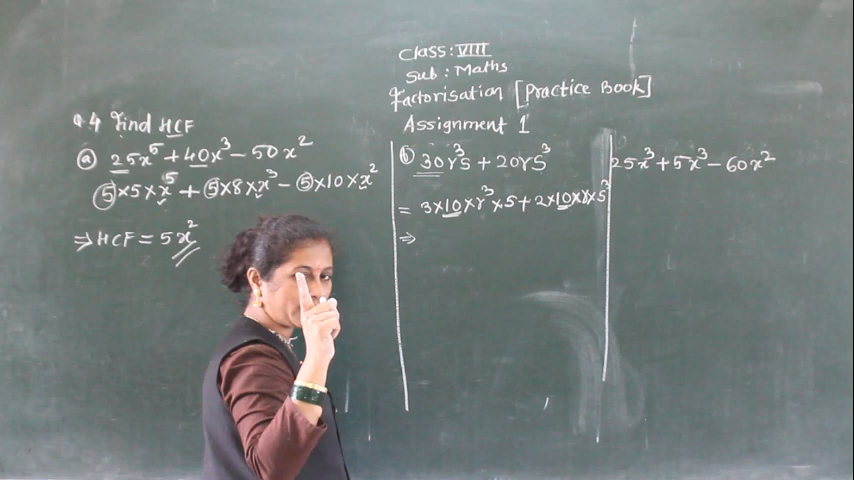 Class: VIII
Sub: Maths
Factorisation [Practice Book]
Assignment 1
Q.4 Find HCF
(a) 25x⁵ + 40x³ - 50x²
5×5×x⁵ + 5×8×x³ - 5×10×x²
⇒ HCF = 5x²
(b) 30r³s + 20rs³
= 3×10×r³×s + 2×10×r×s³
⇒
25x³ + 5x³ - 60x²